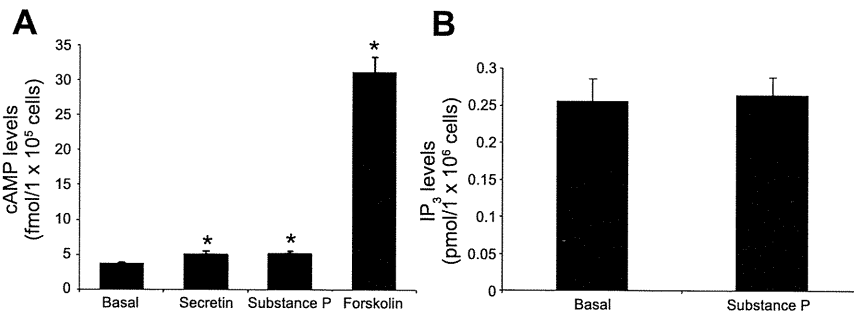 A
cAMP levels
(fmol/1 x 10⁵ cells)
35
30
25
20
15
10
5
0
*
*
*
Basal
Secretin
Substance P
Forskolin
B
IP₃ levels
(pmol/1 x 10⁶ cells)
0.3
0.25
0.2
0.15
0.1
0.05
0
Basal
Substance P